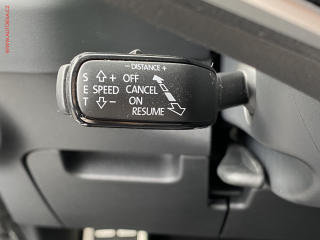 − DISTANCE +
S + OFF
E SPEED CANCEL
T − ON
RESUME